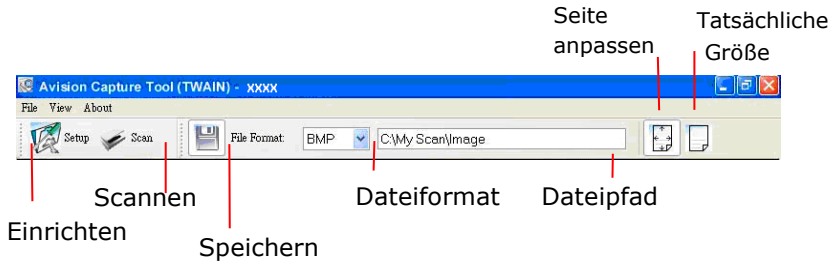 Seite
anpassen
Tatsächliche
Größe
Avision Capture Tool (TWAIN) - xxxx
File View About
Setup Scan File Format: BMP C:\My Scan\Image
Scannen
Dateiformat
Dateipfad
Einrichten
Speichern